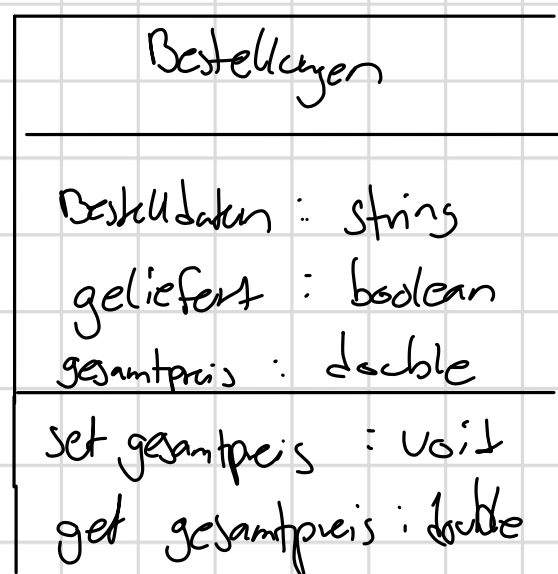 Bestellungen
Bestelldaten : string
geliefert : boolean
gesamtpreis : double
set gesamtpreis : void
get gesamtpreis : double